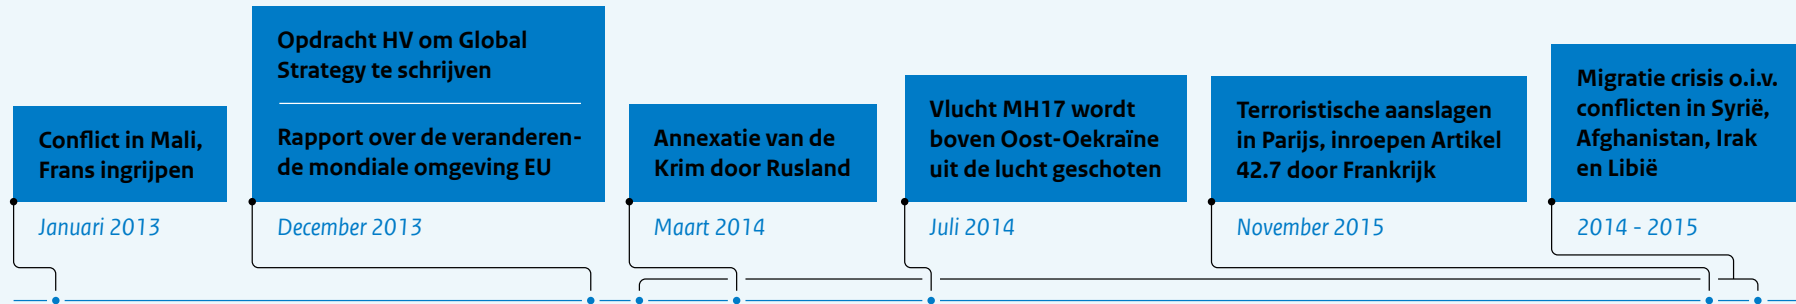 Conflict in Mali,
Frans ingrijpen
Januari 2013
Opdracht HV om Global
Strategy te schrijven
Rapport over de veranderen-
de mondiale omgeving EU
December 2013
Annexatie van de
Krim door Rusland
Maart 2014
Vlucht MH17 wordt
boven Oost-Oekraïne
uit de lucht geschoten
Juli 2014
Terroristische aanslagen
in Parijs, inroepen Artikel
42.7 door Frankrijk
November 2015
Migratie crisis o.i.v.
conflicten in Syrië,
Afghanistan, Irak
en Libië
2014 - 2015